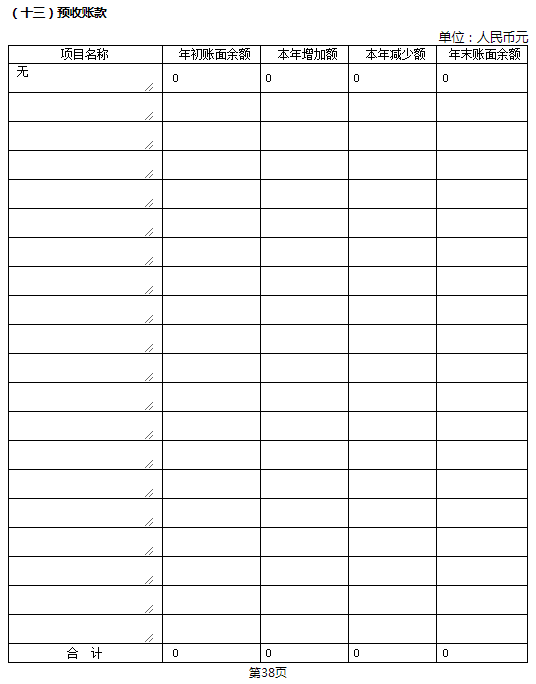 （十三）预收账款
单位：人民币元
项目名称 年初账面余额 本年增加额 本年减少额 年末账面余额
无 0 0 0 0
合 计 0 0 0 0
第38页